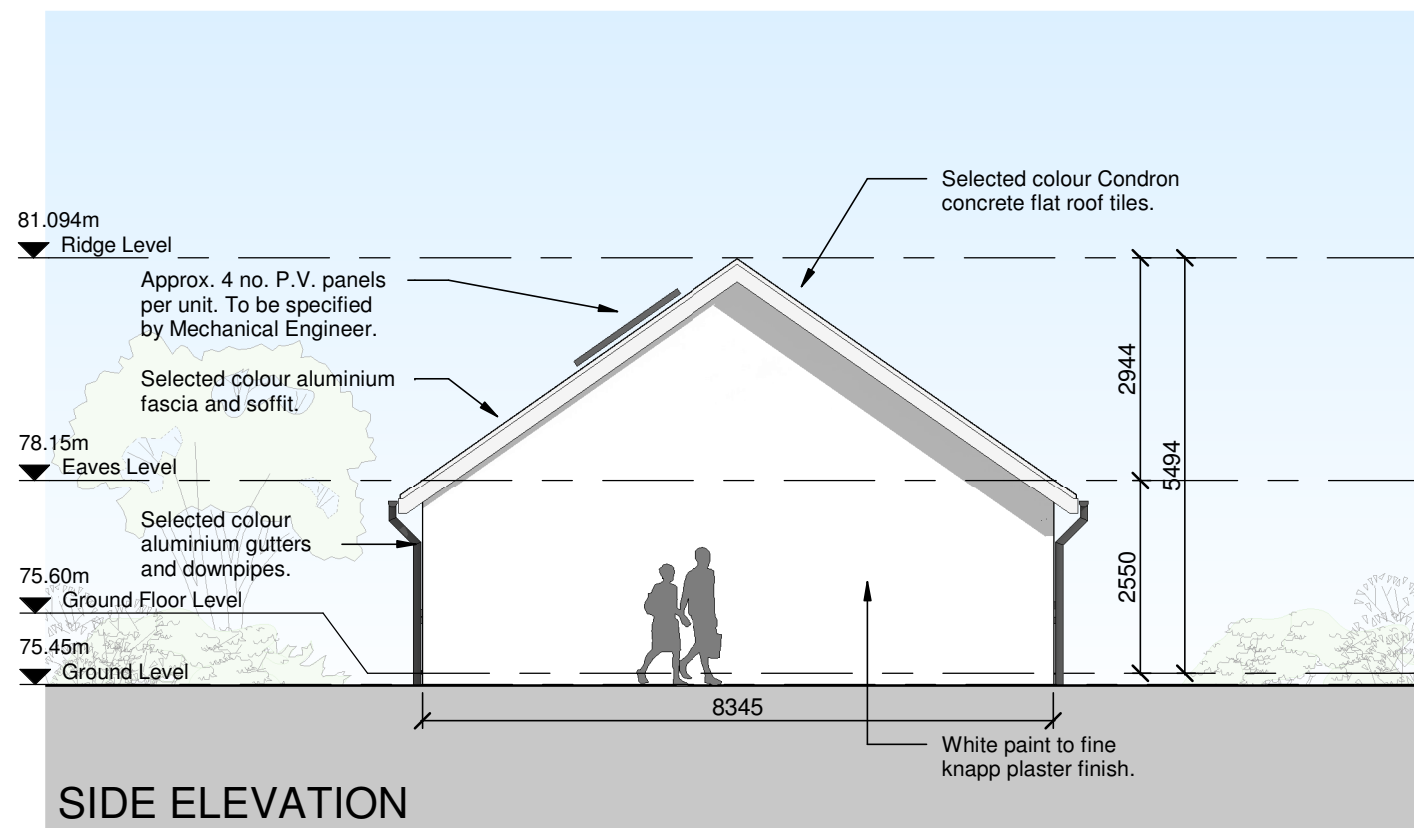 Selected colour Condron
concrete flat roof tiles.
81.094m
Ridge Level
Approx. 4 no. P.V. panels
per unit. To be specified
by Mechanical Engineer.
2944
Selected colour aluminium
fascia and soffit.
78.15m
Eaves Level
5494
Selected colour
aluminium gutters
and downpipes.
2550
75.60m
Ground Floor Level
75.45m
Ground Level
8345
White paint to fine
knapp plaster finish.
SIDE ELEVATION